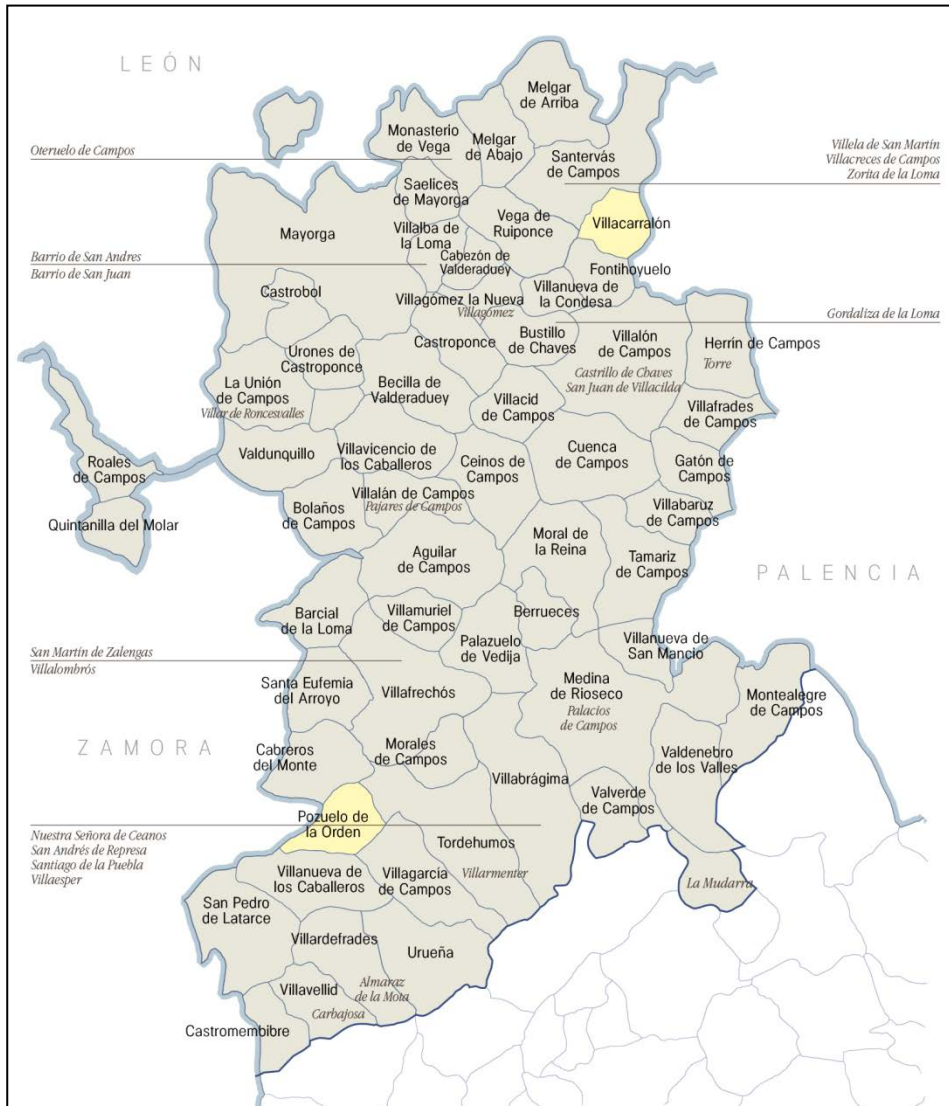 LEÓN
Melgar
de Arriba
Monasterio
de Vega
Melgar
de Abajo
Oteruelo de Campos
Santervás
de Campos
Villela de San Martín
Villacreces de Campos
Zorita de la Loma
Saelices
de Mayorga
Vega de
Ruiponce
Villacarralón
Mayorga
Villalba de
la Loma
Barrio de San Andres
Barrio de San Juan
Cabezón de
Valderaduey
Fontihoyuelo
Castrobol
Villagómez la Nueva
Villagómez
Villanueva de
la Condesa
Gordaliza de la Loma
Castroponce
Bustillo
de Chaves
Villalón
de Campos
Castrillo de Chaves
San Juan de Villacilda
Herrín de Campos
Torre
Urones de
Castroponce
La Unión
de Campos
Villar de Roncesvalles
Becilla de
Valderaduey
Villacid
de Campos
Villafrades
de Campos
Roales
de Campos
Valdunquillo
Villavicencio de
los Caballeros
Ceinos de
Campos
Cuenca
de Campos
Gatón de
Campos
Quintanilla del Molar
Bolaños
de Campos
Villalán de Campos
Pajares de Campos
Villabaruz
de Campos
Moral de
la Reina
Aguilar
de Campos
Tamariz
de Campos
PALENCIA
Barcial
de la Loma
Villamuriel
de Campos
Berrueces
Palazuelo
de Vedija
Villanueva de
San Mancio
San Martín de Zalengas
Villalombrós
Santa Eufemia
del Arroyo
Villafrechós
Medina
de Rioseco
Palacios
de Campos
Montealegre
de Campos
ZAMORA
Cabreros
del Monte
Morales
de Campos
Valdenebro
de los Valles
Villabrágima
Valverde
de Campos
Pozuelo de
la Orden
Nuestra Señora de Ceanos
San Andrés de Represa
Santiago de la Puebla
Villaesper
Tordehumos
Villarmenter
Villanueva de
los Caballeros
Villagarcía
de Campos
La Mudarra
San Pedro
de Latarce
Villardefrades
Urueña
Almaraz
de la Mota
Villavellid
Carbajosa
Castromembibre